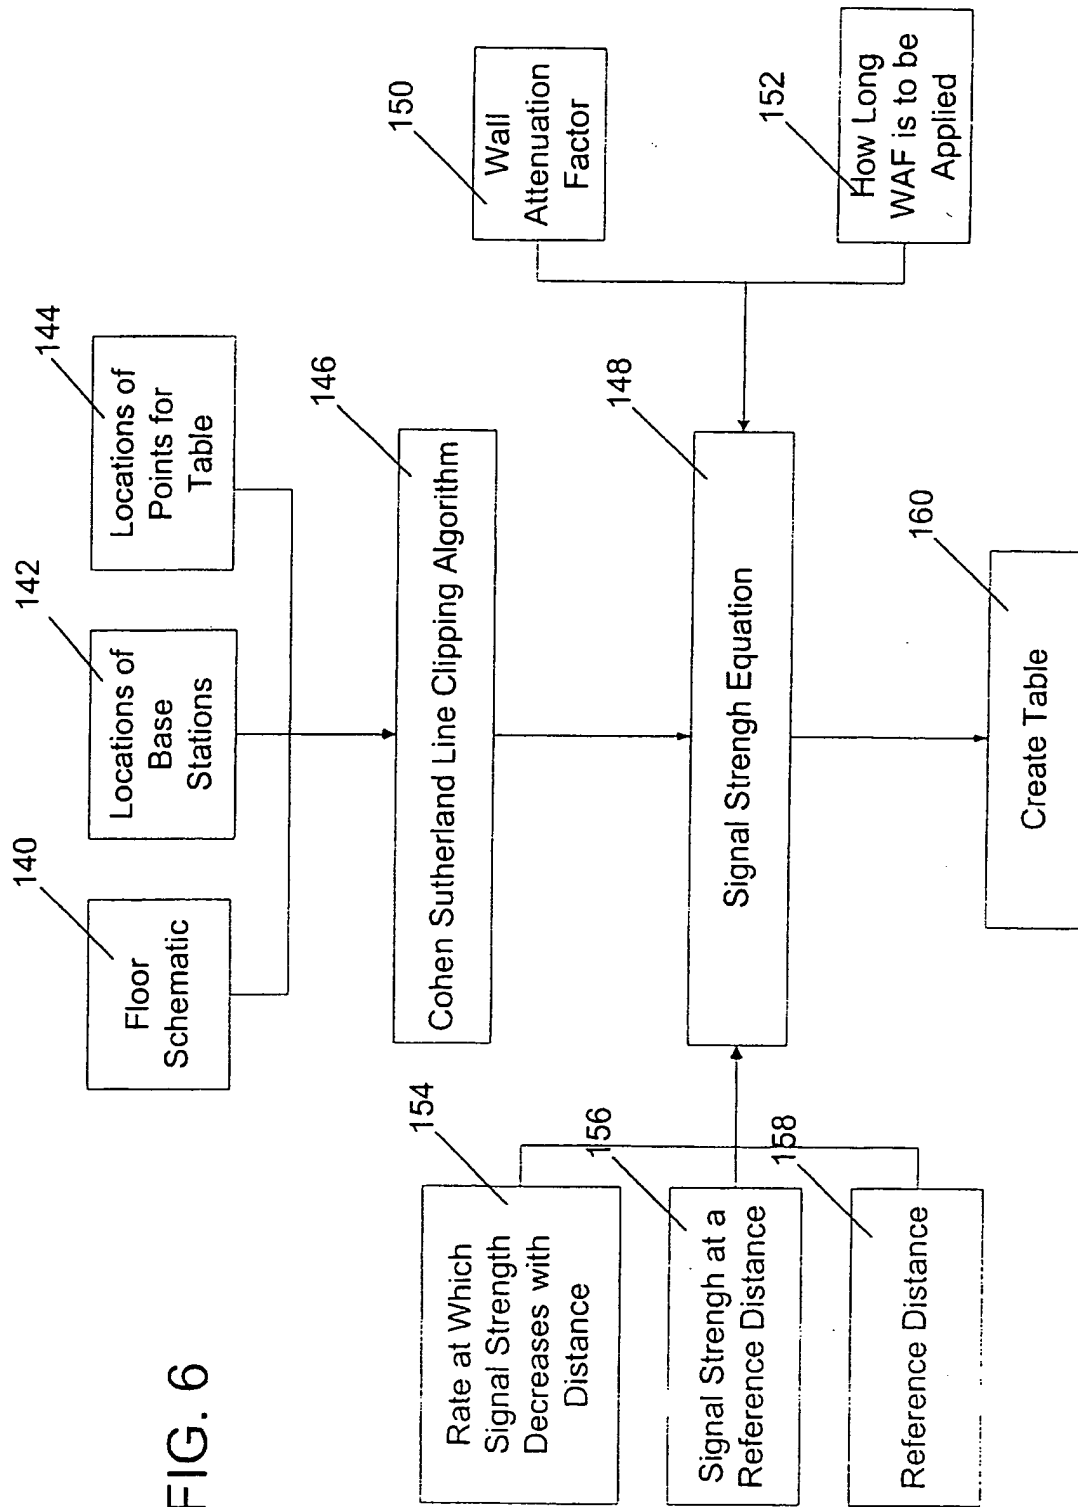 FIG. 6
140
Floor
Schematic
142
Locations of
Base
Stations
144
Locations of
Points for
Table
146
Cohen Sutherland Line Clipping Algorithm
148
Signal Strengh Equation
150
Wall
Attenuation
Factor
152
How Long
WAF is to be
Applied
154
Rate at Which
Signal Strength
Decreases with
Distance
156
Signal Strengh at a
Reference Distance
158
Reference Distance
160
Create Table